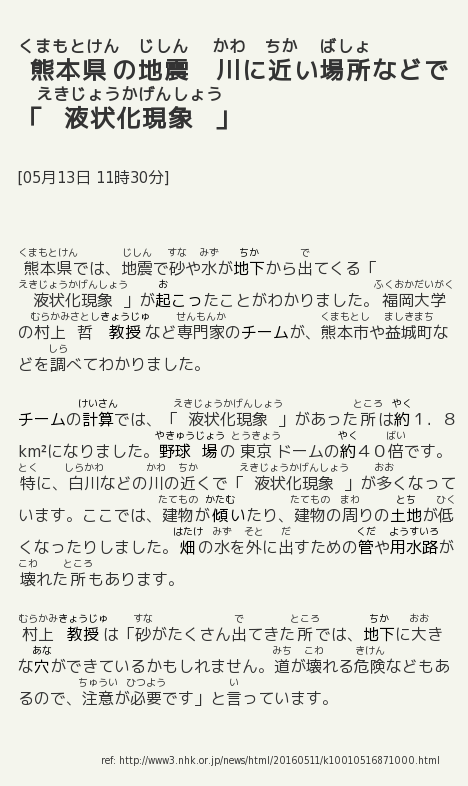 くまもとけん じしん かわ ちか ばしょ
熊本県の地震 川に近い場所などで
えきじょうかげんしょう
「 液状化現象 」
[05月13日 11時30分]
くまもとけん じしん すな みず ちか で
熊本県では、地震で砂や水が地下から出てくる「
えきじょうかげんしょう お ふくおかだいがく
液状化現象 」が起こったことがわかりました。福岡大学
むらかみさとしきょうじゅ せんもんか くまもとし ましきまち
の村上 哲 教授など専門家のチームが、熊本市や益城町な
しら
どを調べてわかりました。
けいさん えきじょうかげんしょう ところ やく
チームの計算では、「 液状化現象 」があった所は約１．８
やきゅうじょう とうきょう やく ばい
km²になりました。野球 場の東京ドームの約４０倍です。
とく しらかわ かわ ちか えきじょうかげんしょう おお
特に、白川などの川の近くで「 液状化現象 」が多くなって
たてもの かたむ たてもの まわ とち ひく
います。ここでは、建物が傾いたり、建物の周りの土地が低
はたけ みず そと だ くだ ようすいろ
くなったりしました。畑の水を外に出すための管や用水路が
こわ ところ
壊れた所もあります。
むらかみきょうじゅ すな で ところ ちか おお
村上 教授は「砂がたくさん出てきた所では、地下に大き
あな みち こわ きけん
な穴ができているかもしれません。道が壊れる危険などもあ
ちゅうい ひつよう い
るので、注意が必要です」と言っています。
ref: http://www3.nhk.or.jp/news/html/20160511/k10010516871000.html